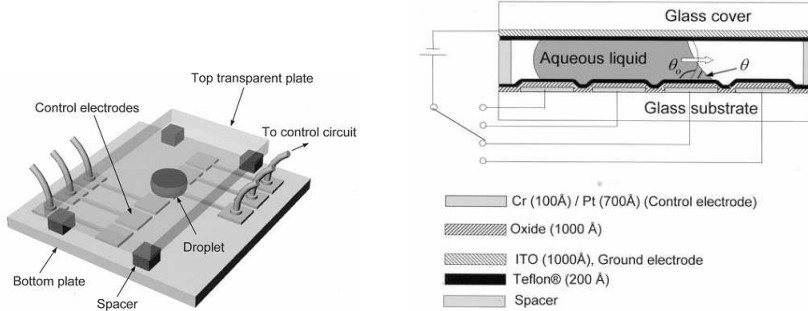 Top transparent plate
Control electrodes
To control circuit
Droplet
Bottom plate
Spacer
Glass cover
Aqueous liquid
θₒ
θ
Glass substrate
Cr (100Å) / Pt (700Å) (Control electrode)
Oxide (1000 Å)
ITO (1000Å), Ground electrode
Teflon® (200 Å)
Spacer